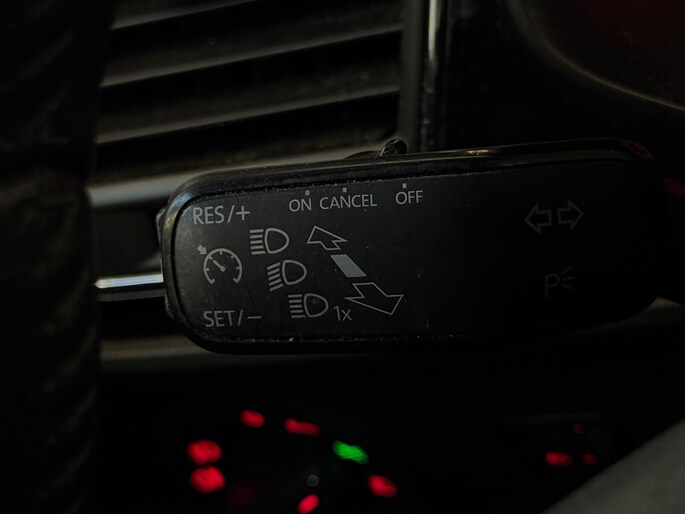 ON CANCEL OFF
RES/+
SET/−
1x
P